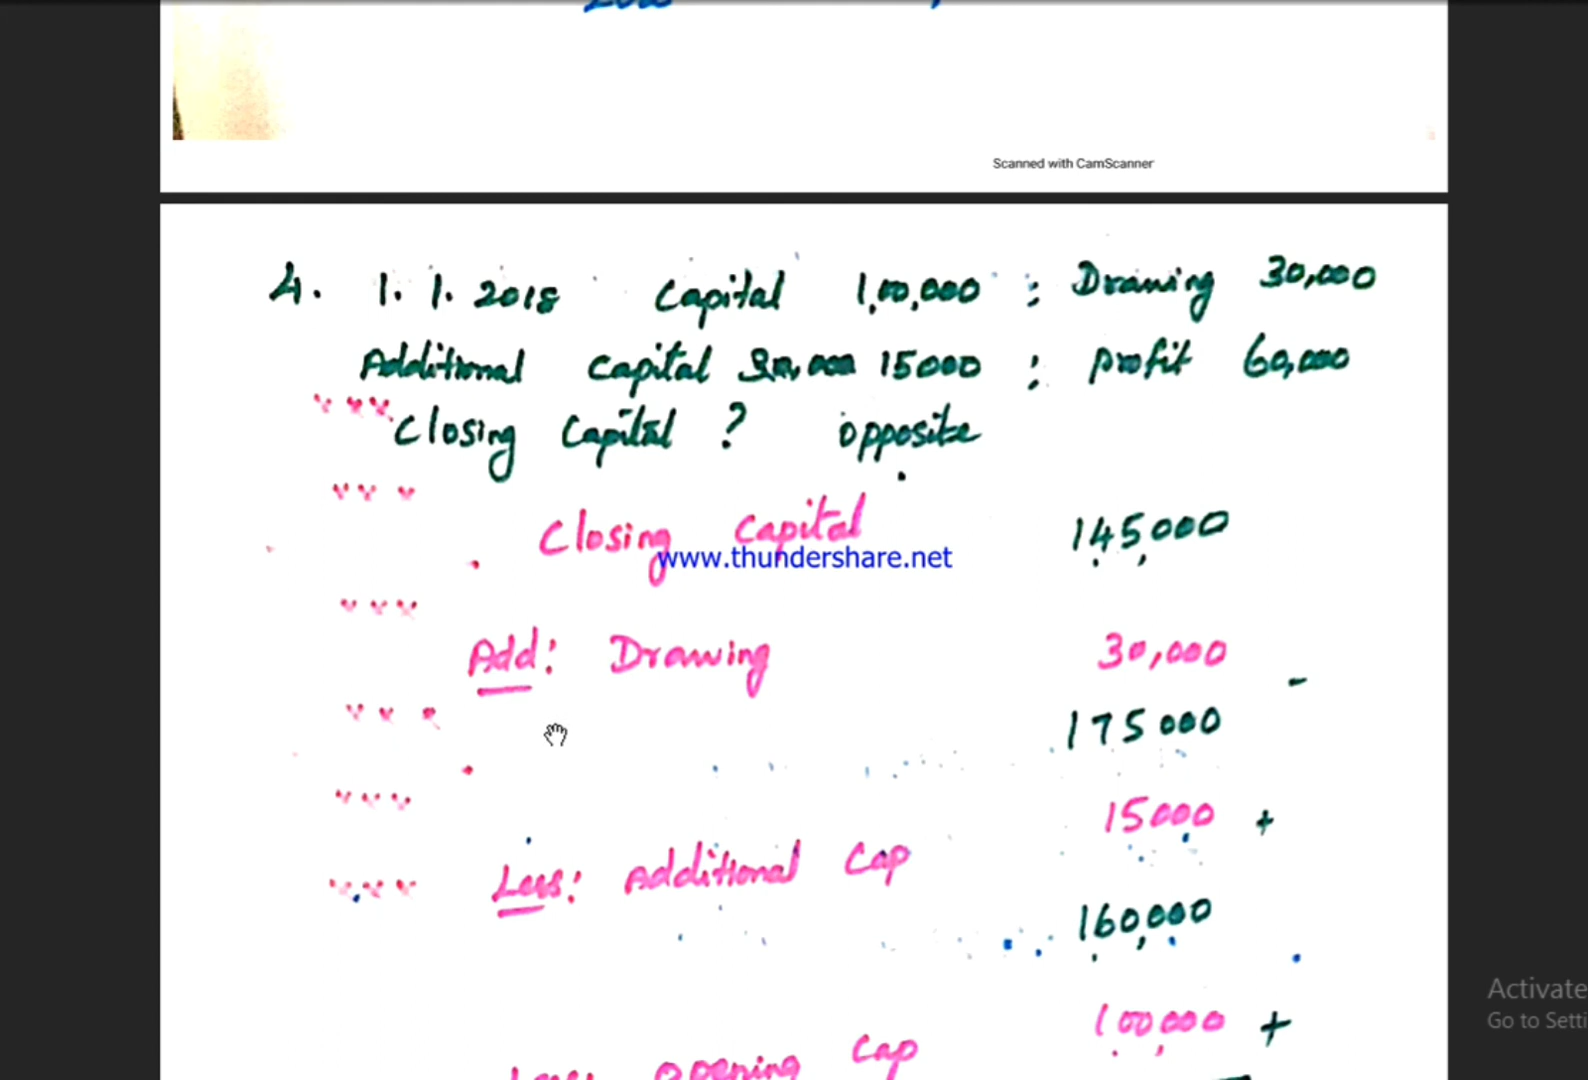 Scanned with CamScanner
4. 1.1.2018 Capital 1,00,000 : Drawing 30,000
Additional Capital 15000 : Profit 60,000
Closing Capital ? opposite
Closing Capital 145,000
www.thundershare.net
Add: Drawing 30,000 -
175000
15000 +
Less: Additional Cap
160,000
100,000 +
Less: opening Cap
Activate
Go to Setti